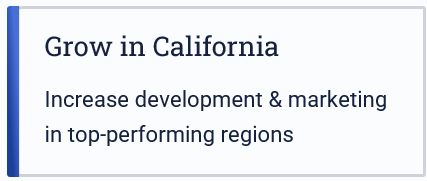 Grow in California
Increase development & marketing
in top-performing regions